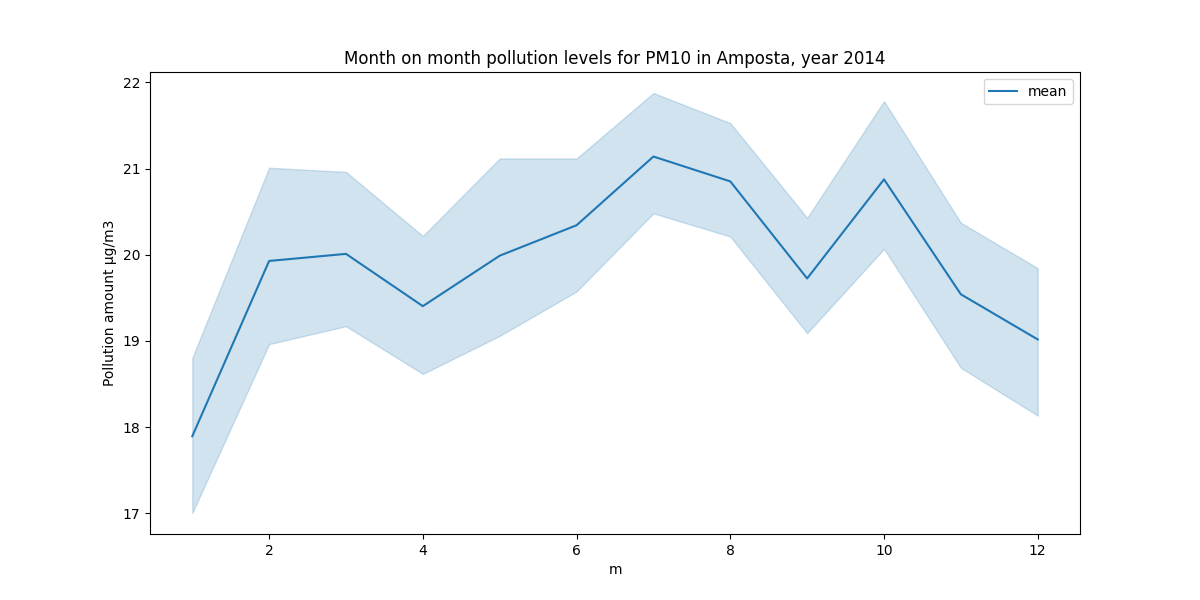 Month on month pollution levels for PM10 in Amposta, year 2014
mean
Pollution amount µg/m3
22
21
20
19
18
17
2 4 6 8 10 12
m